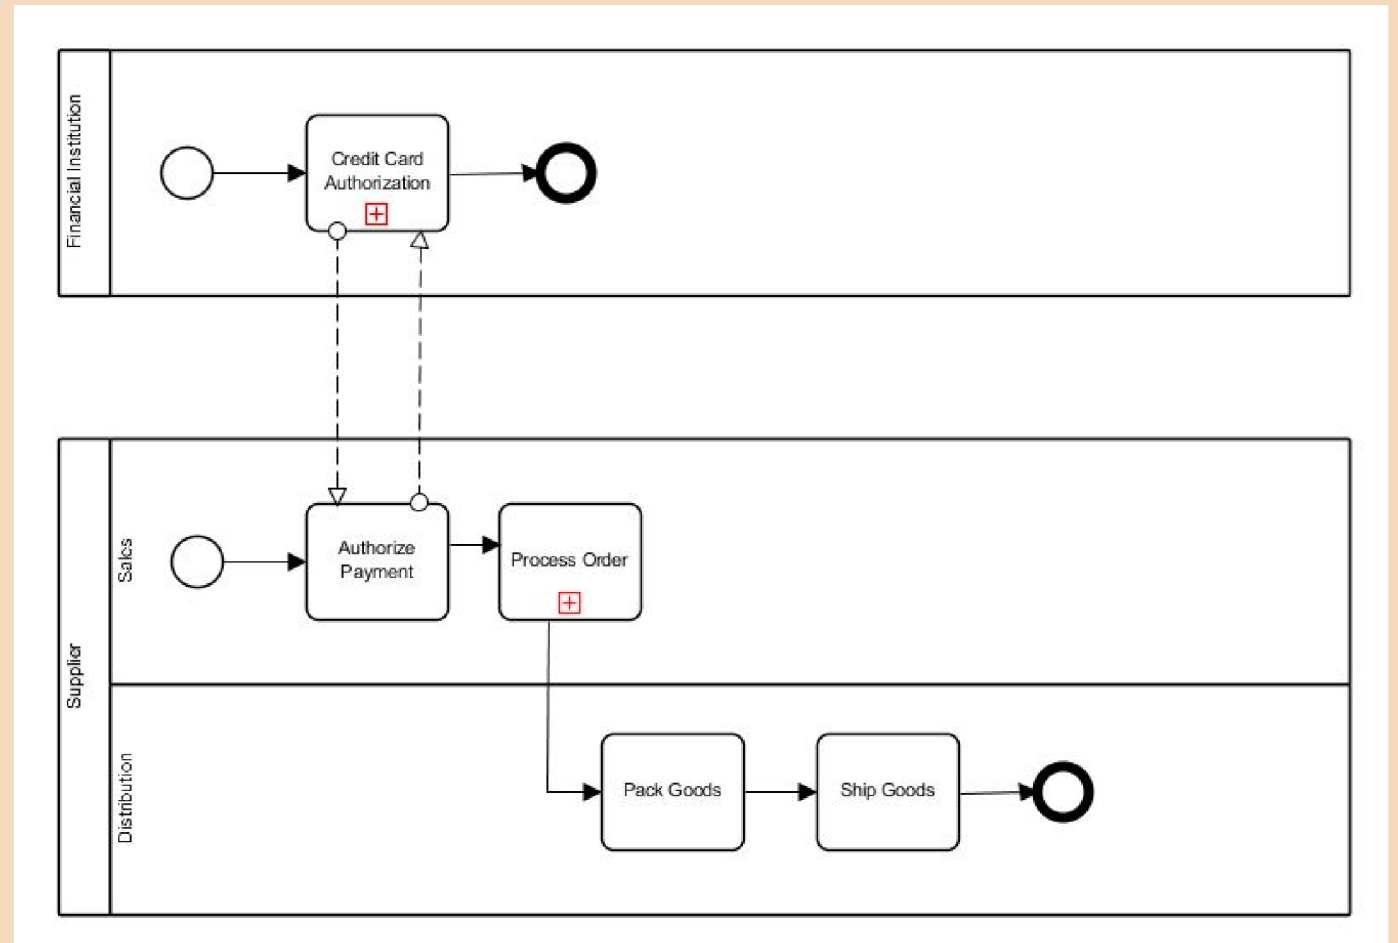 Financial Institution
Credit Card
Authorization
Supplier
Sales
Authorize
Payment
Process Order
Distribution
Pack Goods
Ship Goods